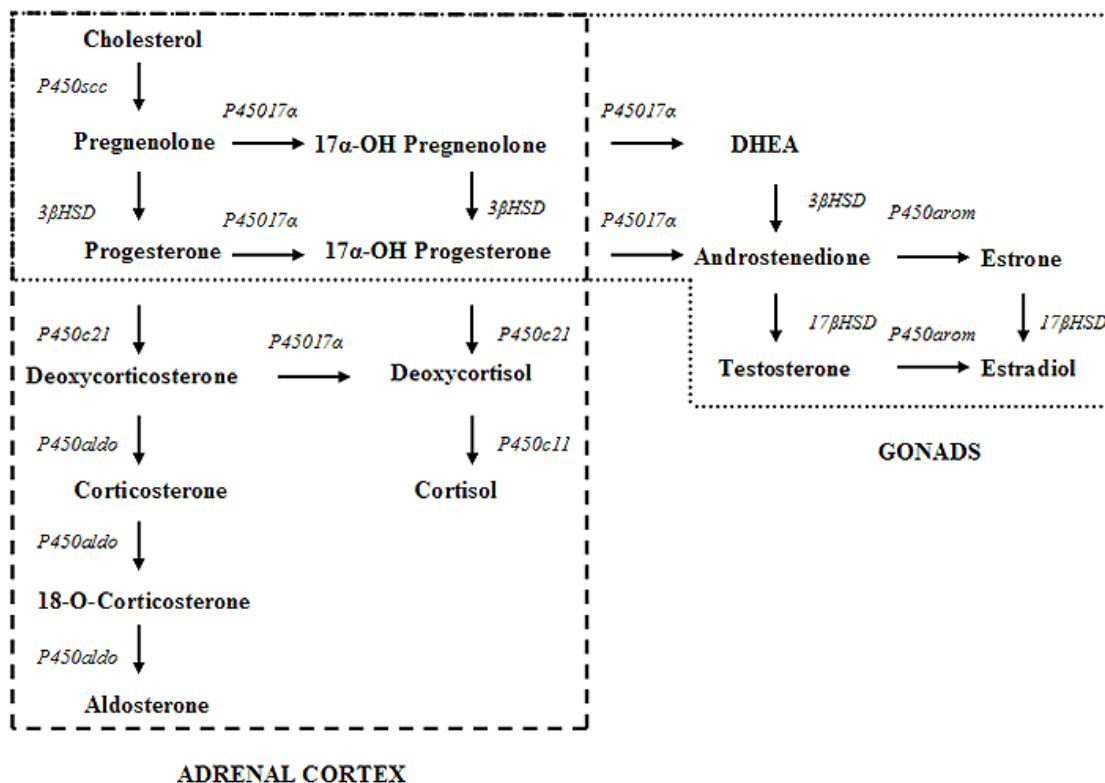 Cholesterol
P450scc
P45017α
P45017α
Pregnenolone
17α-OH Pregnenolone
DHEA
3βHSD
3βHSD
3βHSD
P45017α
P45017α
P450arom
Progesterone
17α-OH Progesterone
Androstenedione
Estrone
P450c21
P45017α
P450c21
17βHSD
P450arom
17βHSD
Deoxycorticosterone
Deoxycortisol
Testosterone
Estradiol
P450aldo
P450c11
GONADS
Corticosterone
Cortisol
P450aldo
18-O-Corticosterone
P450aldo
Aldosterone
ADRENAL CORTEX